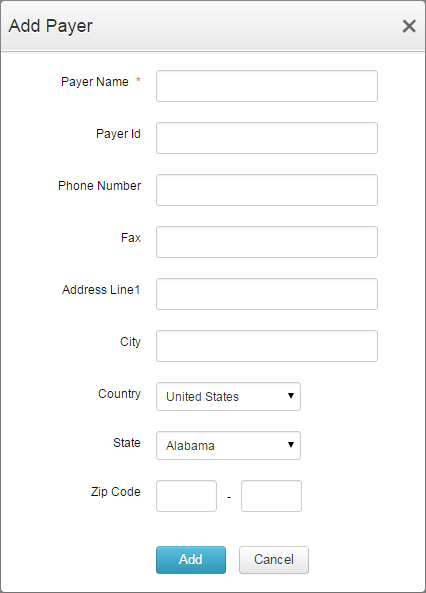 Add Payer
Payer Name *
Payer Id
Phone Number
Fax
Address Line1
City
Country United States
State Alabama
Zip Code -
Add Cancel